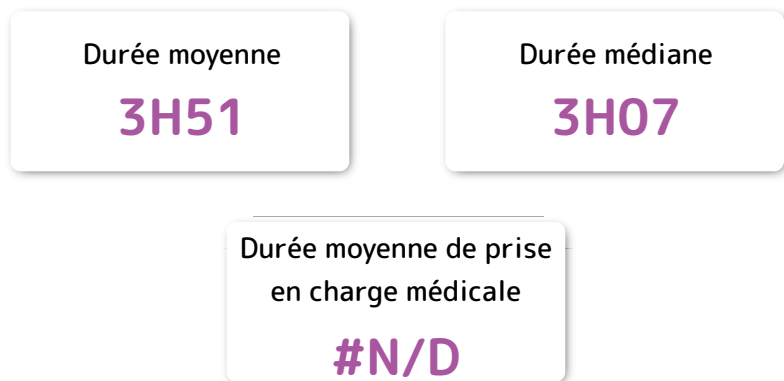 Durée moyenne
3H51
Durée médiane
3H07
Durée moyenne de prise
en charge médicale
#N/D